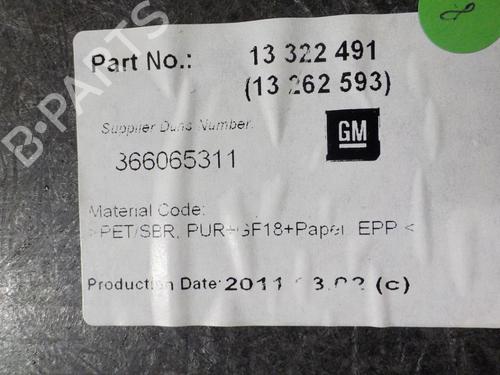 Part No.: 13 322 491
(13 262 593)
Supplier Duns Number:
366065311
GM
Material Code:
>PET/SBR, PUR+GF18+Paper, EPP <
Production Date: 2011 (c)
B-PARTS